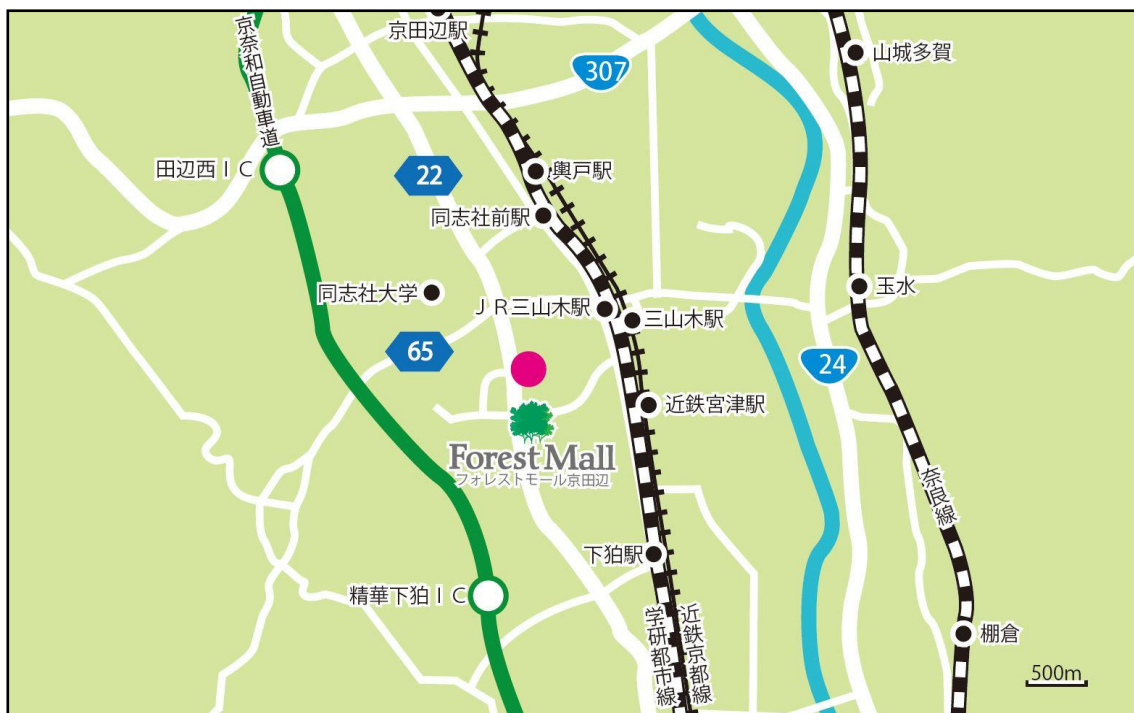 京田辺駅
京奈和自動車道
307
山城多賀
田辺西IC
22
興戸駅
同志社前駅
同志社大学
JR三山木駅
三山木駅
玉水
65
24
近鉄宮津駅
Forest Mall
フォレストモール京田辺
奈良線
下狛駅
精華下狛IC
学研都市線
近鉄京都線
棚倉
500m